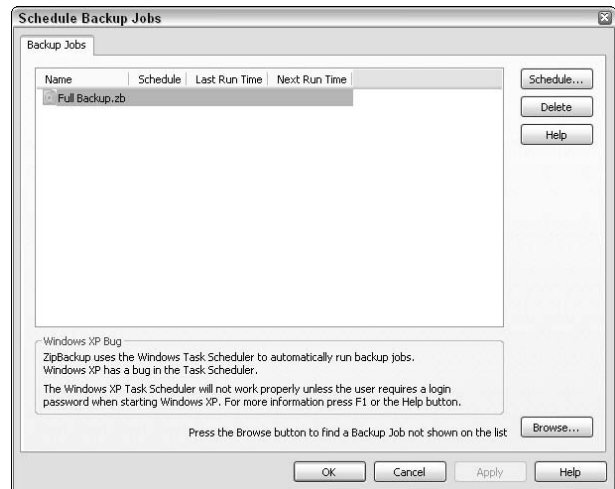 Schedule Backup Jobs
Backup Jobs
Name Schedule Last Run Time Next Run Time
Full Backup.zb
Schedule...
Delete
Help
Windows XP Bug
ZipBackup uses the Windows Task Scheduler to automatically run backup jobs.
Windows XP has a bug in the Task Scheduler.
The Windows XP Task Scheduler will not work properly unless the user requires a login
password when starting Windows XP. For more information press F1 or the Help button.
Press the Browse button to find a Backup Job not shown on the list
Browse...
OK Cancel Apply Help